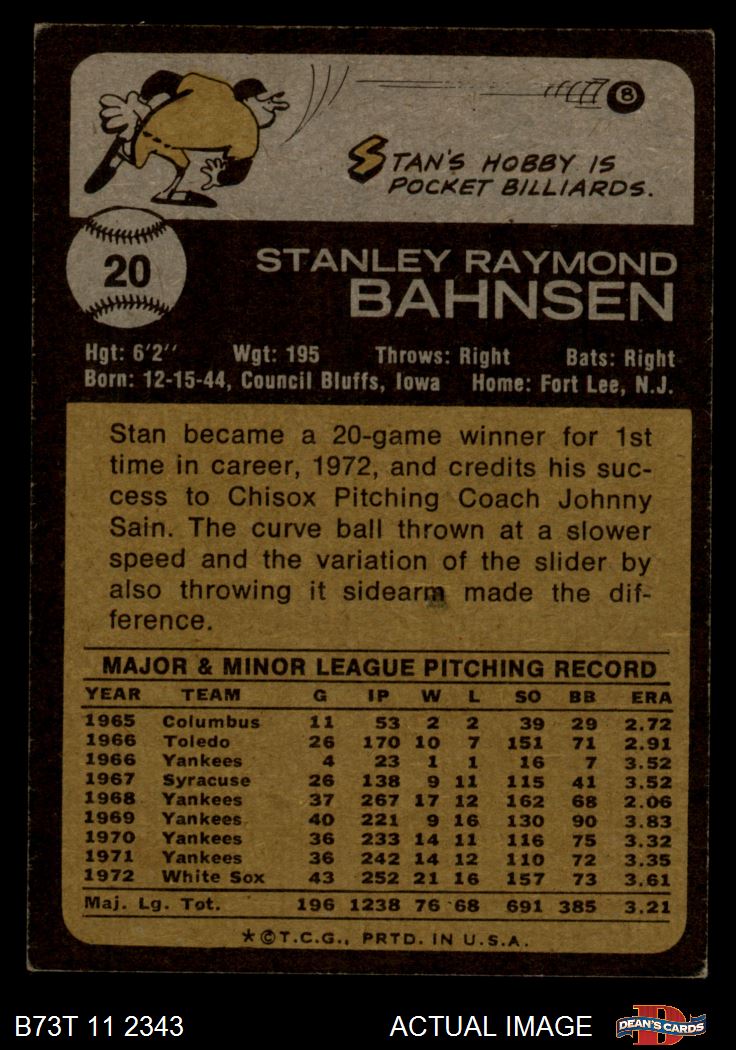 8
STAN'S HOBBY IS
POCKET BILLIARDS.
20
STANLEY RAYMOND
BAHNSEN
Hgt: 6'2'' Wgt: 195 Throws: Right Bats: Right
Born: 12-15-44, Council Bluffs, Iowa Home: Fort Lee, N.J.
Stan became a 20-game winner for 1st
time in career, 1972, and credits his suc-
cess to Chisox Pitching Coach Johnny
Sain. The curve ball thrown at a slower
speed and the variation of the slider by
also throwing it sidearm made the dif-
ference.
MAJOR & MINOR LEAGUE PITCHING RECORD
YEAR TEAM G IP W L SO BB ERA
1965 Columbus 11 53 2 2 39 29 2.72
1966 Toledo 26 170 10 7 151 71 2.91
1966 Yankees 4 23 1 1 16 7 3.52
1967 Syracuse 26 138 9 11 115 41 3.52
1968 Yankees 37 267 17 12 162 68 2.06
1969 Yankees 40 221 9 16 130 90 3.83
1970 Yankees 36 233 14 11 116 75 3.32
1971 Yankees 36 242 14 12 110 72 3.35
1972 White Sox 43 252 21 16 157 73 3.61
Maj. Lg. Tot. 196 1238 76 68 691 385 3.21
*©T.C.G., PRTD. IN U.S.A.
B73T 11 2343 ACTUAL IMAGE D DEAN'S CARDS